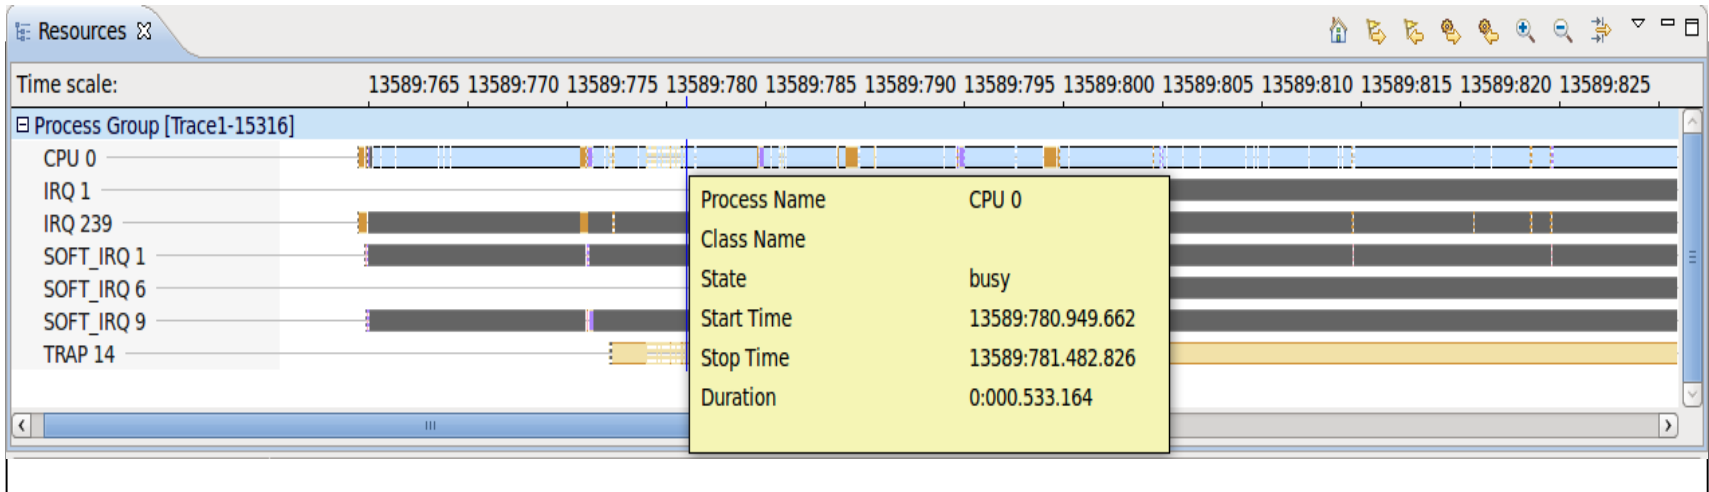 Resources
Time scale: 13589:765 13589:770 13589:775 13589:780 13589:785 13589:790 13589:795 13589:800 13589:805 13589:810 13589:815 13589:820 13589:825
Process Group [Trace1-15316]
CPU 0
IRQ 1
IRQ 239
SOFT_IRQ 1
SOFT_IRQ 6
SOFT_IRQ 9
TRAP 14
Process Name CPU 0
Class Name
State busy
Start Time 13589:780.949.662
Stop Time 13589:781.482.826
Duration 0:000.533.164